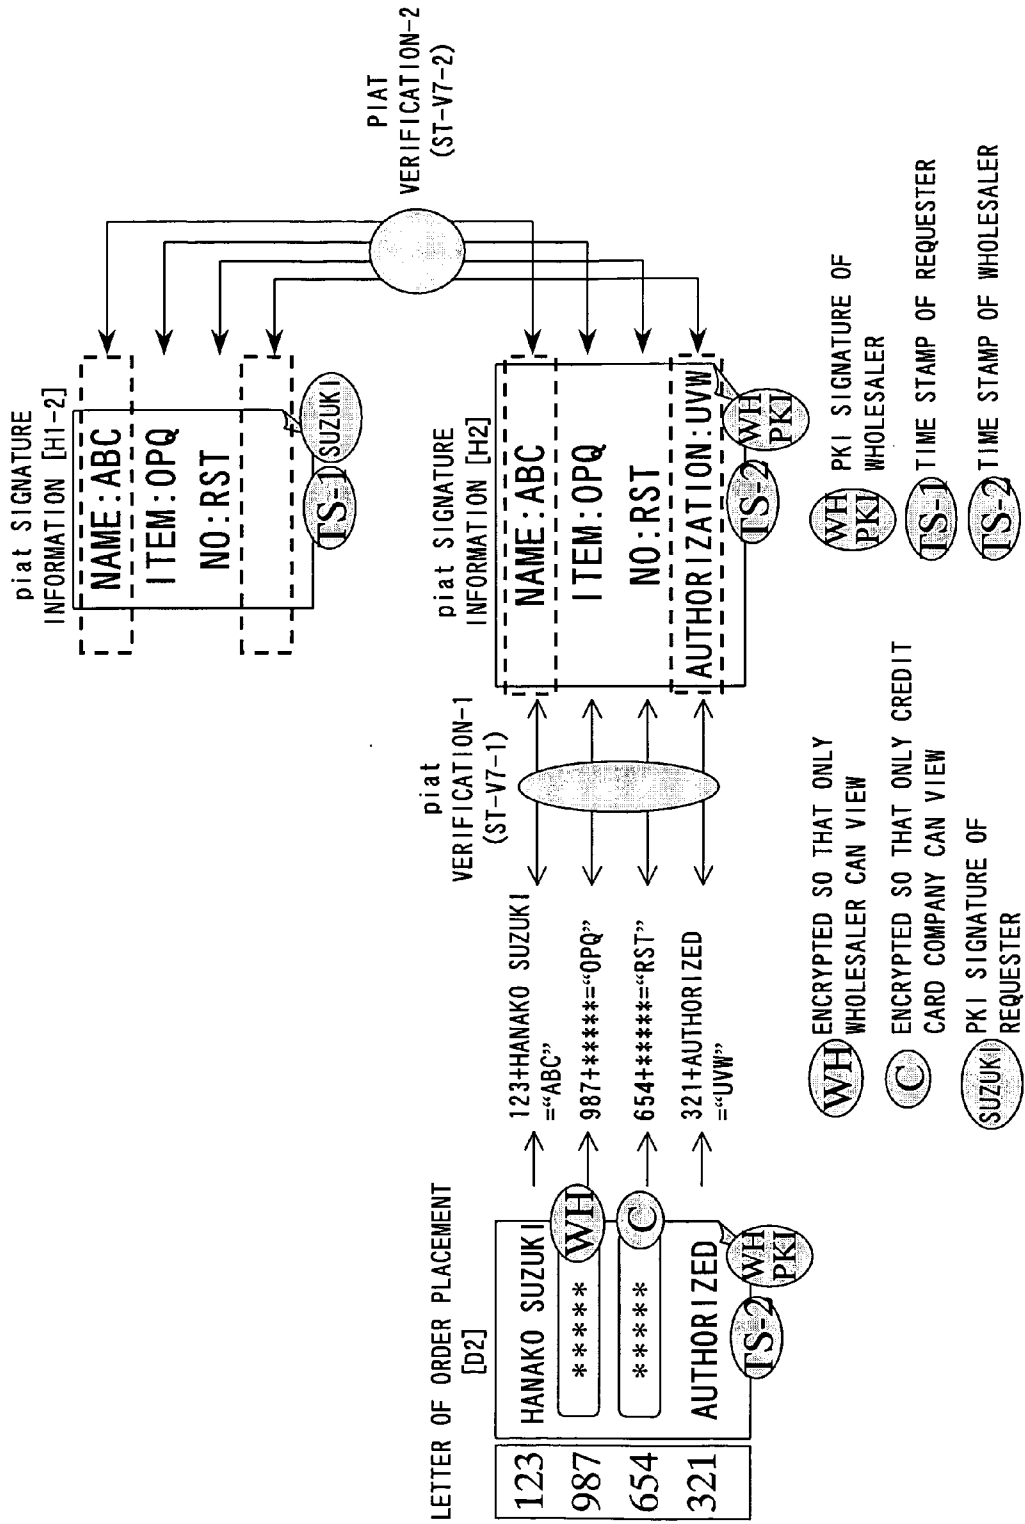 piat SIGNATURE
INFORMATION [H1-2]
NAME:ABC
ITEM:OPQ
NO:RST
TS-1
SUZUKI
PIAT
VERIFICATION-2
(ST-V7-2)
LETTER OF ORDER PLACEMENT
[D2]
123
987
654
321
HANAKO SUZUKI
*****
WH
*****
C
AUTHORIZED
TS-2
WH
PKI
123+HANAKO SUZUKI
="ABC"
987+*****="OPQ"
654+*****="RST"
321+AUTHORIZED
="UVW"
piat
VERIFICATION-1
(ST-V7-1)
piat SIGNATURE
INFORMATION [H2]
NAME:ABC
ITEM:OPQ
NO:RST
AUTHORIZATION:UVW
TS-2
WH
PKI
WH
ENCRYPTED SO THAT ONLY
WHOLESALER CAN VIEW
C
ENCRYPTED SO THAT ONLY CREDIT
CARD COMPANY CAN VIEW
SUZUKI
PKI SIGNATURE OF
REQUESTER
WH
PKI
PKI SIGNATURE OF
WHOLESALER
TS-1
TIME STAMP OF REQUESTER
TS-2
TIME STAMP OF WHOLESALER